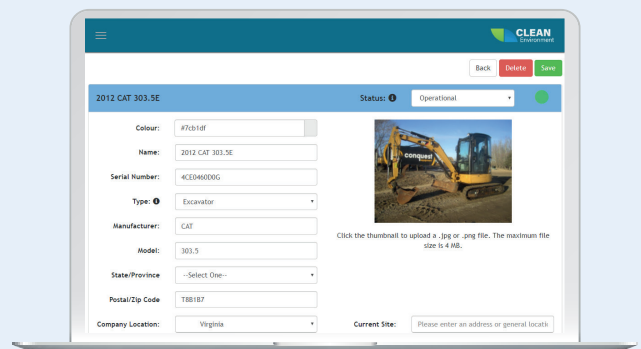 CLEAN
Environment
Back Delete Save
2012 CAT 303.5E Status: Operational
Colour: #7cb1df
Name: 2012 CAT 303.5E
conquest
Serial Number: 4CE0460D0G
Type: Excavator
Manufacturer: CAT
Click the thumbnail to upload a .jpg or .png file. The maximum file
size is 4 MB.
Model: 303.5
State/Province --Select One--
Postal/Zip Code T8B1B7
Company Location: Virginia Current Site: Please enter an address or general locatio